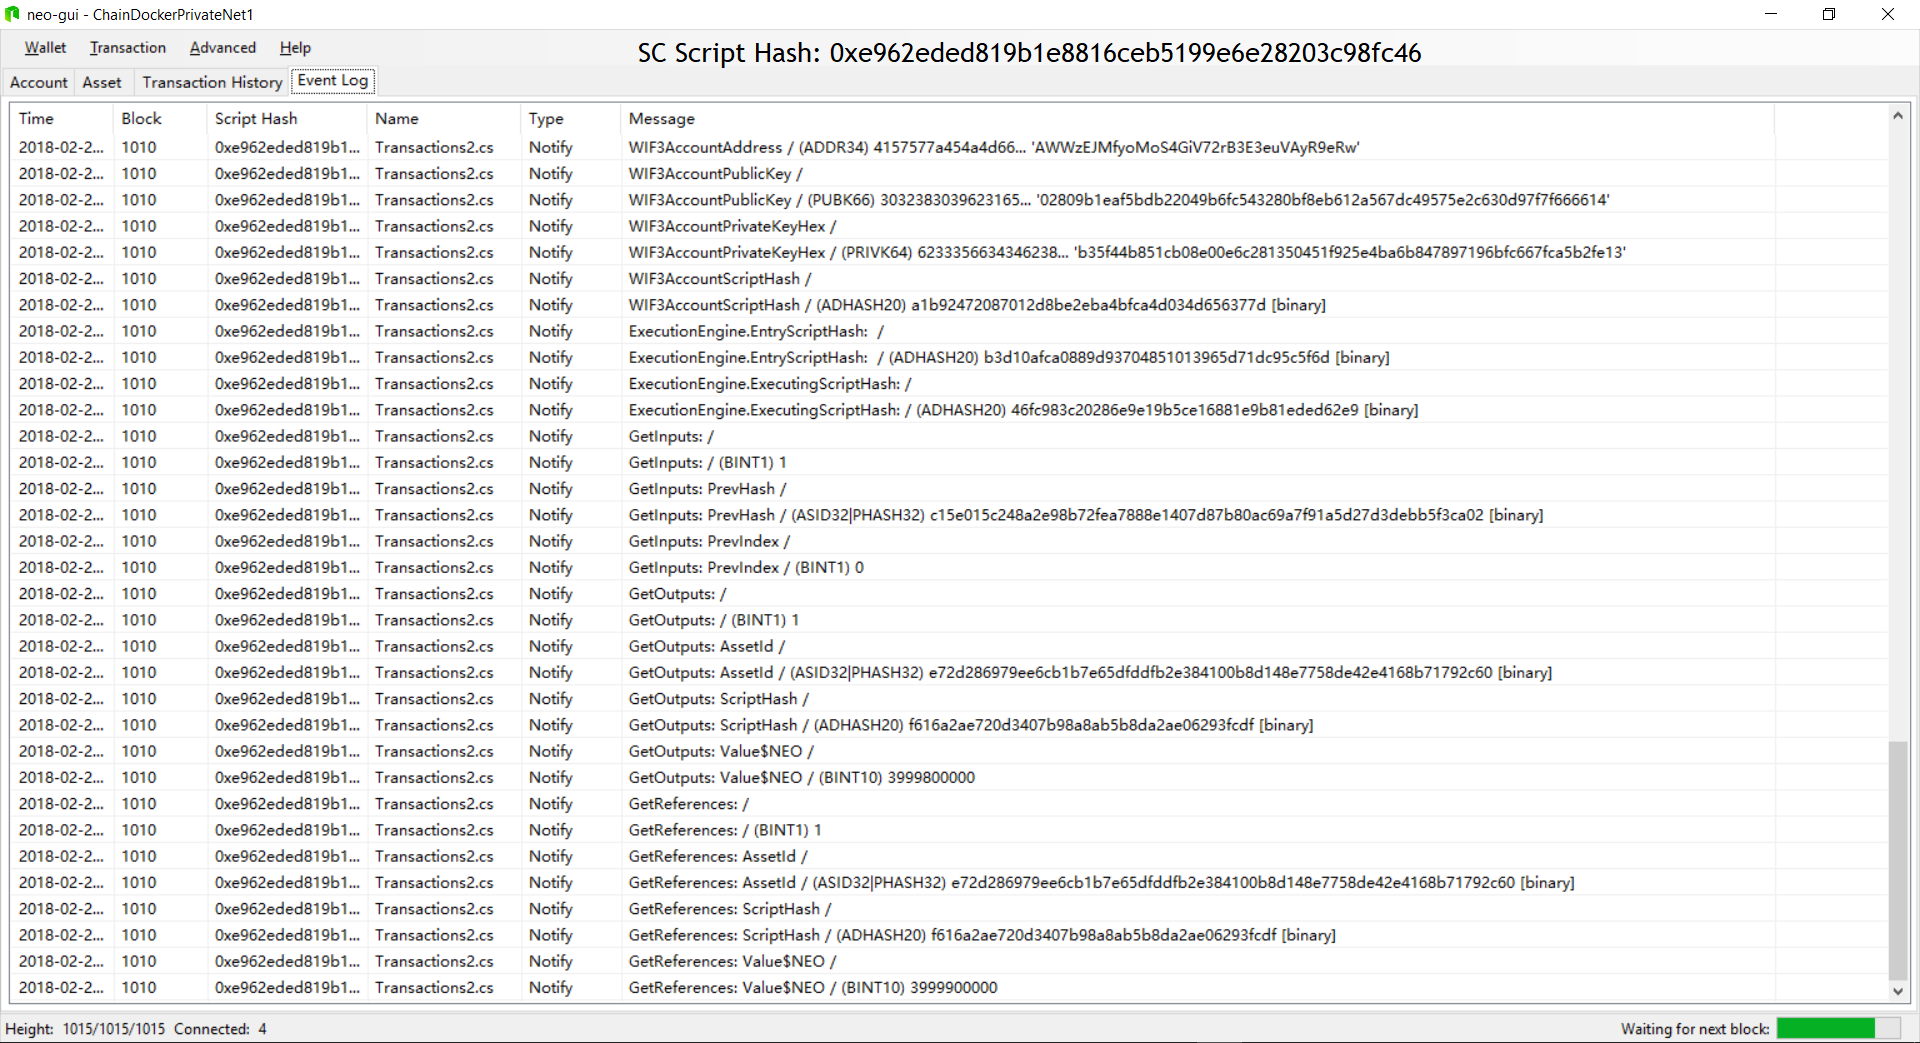 neo-gui - ChainDockerPrivateNet1
Wallet Transaction Advanced Help SC Script Hash: 0xe962eded819b1e8816ceb5199e6e28203c98fc46
Account Asset Transaction History Event Log
Time Block Script Hash Name Type Message
2018-02-2... 1010 0xe962eded819b1... Transactions2.cs Notify WIF3AccountAddress / (ADDR34) 4157577a454a4d66... 'AWWzEJMfyoMoS4GiV72rB3E3euVAyR9eRw'
2018-02-2... 1010 0xe962eded819b1... Transactions2.cs Notify WIF3AccountPublicKey /
2018-02-2... 1010 0xe962eded819b1... Transactions2.cs Notify WIF3AccountPublicKey / (PUBK66) 3032383039623165... '02809b1eaf5bdb22049b6fc543280bf8eb612a567dc49575e2c630d97f7f666614'
2018-02-2... 1010 0xe962eded819b1... Transactions2.cs Notify WIF3AccountPrivateKeyHex /
2018-02-2... 1010 0xe962eded819b1... Transactions2.cs Notify WIF3AccountPrivateKeyHex / (PRIVK64) 6233356634346238... 'b35f44b851cb08e00e6c281350451f925e4ba6b847897196bfc667fca5b2fe13'
2018-02-2... 1010 0xe962eded819b1... Transactions2.cs Notify WIF3AccountScriptHash /
2018-02-2... 1010 0xe962eded819b1... Transactions2.cs Notify WIF3AccountScriptHash / (ADHASH20) a1b92472087012d8be2eba4bfca4d034d656377d [binary]
2018-02-2... 1010 0xe962eded819b1... Transactions2.cs Notify ExecutionEngine.EntryScriptHash: /
2018-02-2... 1010 0xe962eded819b1... Transactions2.cs Notify ExecutionEngine.EntryScriptHash: / (ADHASH20) b3d10afca0889d93704851013965d71dc95c5f6d [binary]
2018-02-2... 1010 0xe962eded819b1... Transactions2.cs Notify ExecutionEngine.ExecutingScriptHash: /
2018-02-2... 1010 0xe962eded819b1... Transactions2.cs Notify ExecutionEngine.ExecutingScriptHash: / (ADHASH20) 46fc983c20286e9e19b5ce16881e9b81eded62e9 [binary]
2018-02-2... 1010 0xe962eded819b1... Transactions2.cs Notify GetInputs: /
2018-02-2... 1010 0xe962eded819b1... Transactions2.cs Notify GetInputs: / (BINT1) 1
2018-02-2... 1010 0xe962eded819b1... Transactions2.cs Notify GetInputs: PrevHash /
2018-02-2... 1010 0xe962eded819b1... Transactions2.cs Notify GetInputs: PrevHash / (ASID32|PHASH32) c15e015c248a2e98b72fea7888e1407d87b80ac69a7f91a5d27d3debb5f3ca02 [binary]
2018-02-2... 1010 0xe962eded819b1... Transactions2.cs Notify GetInputs: PrevIndex /
2018-02-2... 1010 0xe962eded819b1... Transactions2.cs Notify GetInputs: PrevIndex / (BINT1) 0
2018-02-2... 1010 0xe962eded819b1... Transactions2.cs Notify GetOutputs: /
2018-02-2... 1010 0xe962eded819b1... Transactions2.cs Notify GetOutputs: / (BINT1) 1
2018-02-2... 1010 0xe962eded819b1... Transactions2.cs Notify GetOutputs: AssetId /
2018-02-2... 1010 0xe962eded819b1... Transactions2.cs Notify GetOutputs: AssetId / (ASID32|PHASH32) e72d286979ee6cb1b7e65dfddfb2e384100b8d148e7758de42e4168b71792c60 [binary]
2018-02-2... 1010 0xe962eded819b1... Transactions2.cs Notify GetOutputs: ScriptHash /
2018-02-2... 1010 0xe962eded819b1... Transactions2.cs Notify GetOutputs: ScriptHash / (ADHASH20) f616a2ae720d3407b98a8ab5b8da2ae06293fcdf [binary]
2018-02-2... 1010 0xe962eded819b1... Transactions2.cs Notify GetOutputs: Value$NEO /
2018-02-2... 1010 0xe962eded819b1... Transactions2.cs Notify GetOutputs: Value$NEO / (BINT10) 3999800000
2018-02-2... 1010 0xe962eded819b1... Transactions2.cs Notify GetReferences: /
2018-02-2... 1010 0xe962eded819b1... Transactions2.cs Notify GetReferences: / (BINT1) 1
2018-02-2... 1010 0xe962eded819b1... Transactions2.cs Notify GetReferences: AssetId /
2018-02-2... 1010 0xe962eded819b1... Transactions2.cs Notify GetReferences: AssetId / (ASID32|PHASH32) e72d286979ee6cb1b7e65dfddfb2e384100b8d148e7758de42e4168b71792c60 [binary]
2018-02-2... 1010 0xe962eded819b1... Transactions2.cs Notify GetReferences: ScriptHash /
2018-02-2... 1010 0xe962eded819b1... Transactions2.cs Notify GetReferences: ScriptHash / (ADHASH20) f616a2ae720d3407b98a8ab5b8da2ae06293fcdf [binary]
2018-02-2... 1010 0xe962eded819b1... Transactions2.cs Notify GetReferences: Value$NEO /
2018-02-2... 1010 0xe962eded819b1... Transactions2.cs Notify GetReferences: Value$NEO / (BINT10) 3999900000
Height: 1015/1015/1015 Connected: 4 Waiting for next block: